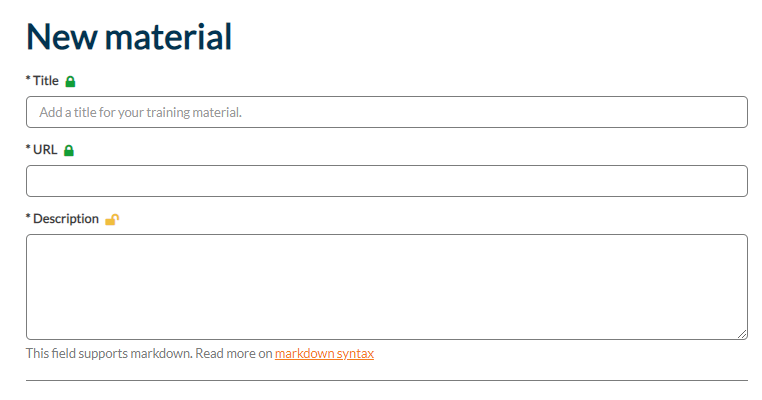 New material
* Title
Add a title for your training material.
* URL
* Description
This field supports markdown. Read more on markdown syntax